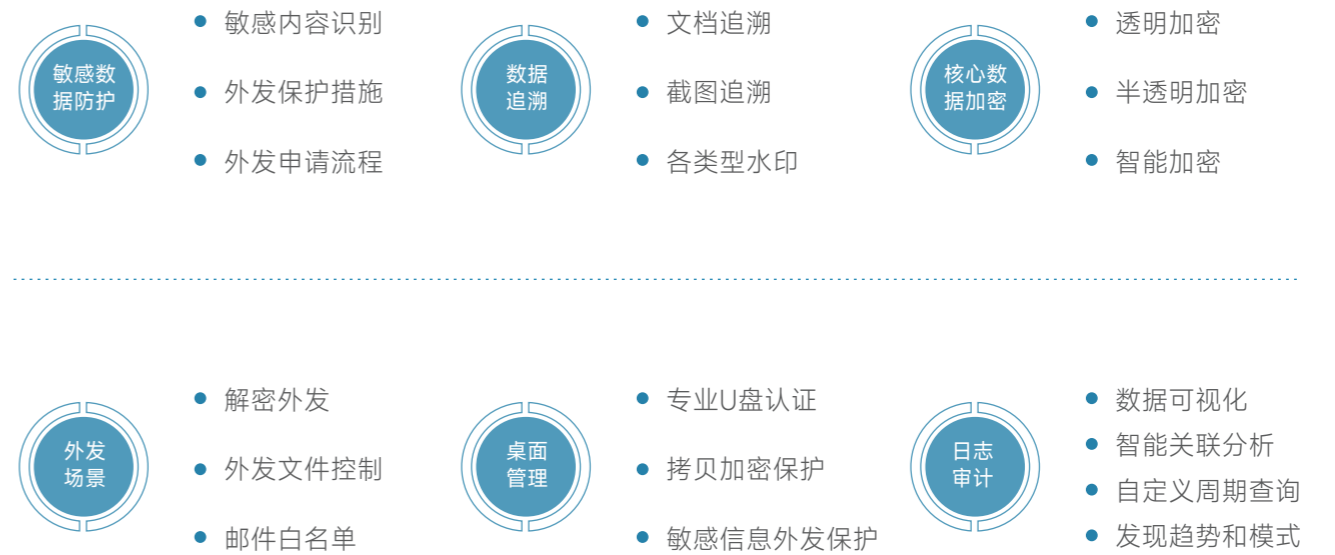 敏感数
据防护
敏感内容识别
外发保护措施
外发申请流程
数据
追溯
文档追溯
截图追溯
各类型水印
核心数
据加密
透明加密
半透明加密
智能加密
外发
场景
解密外发
外发文件控制
邮件白名单
桌面
管理
专业U盘认证
拷贝加密保护
敏感信息外发保护
日志
审计
数据可视化
智能关联分析
自定义周期查询
发现趋势和模式